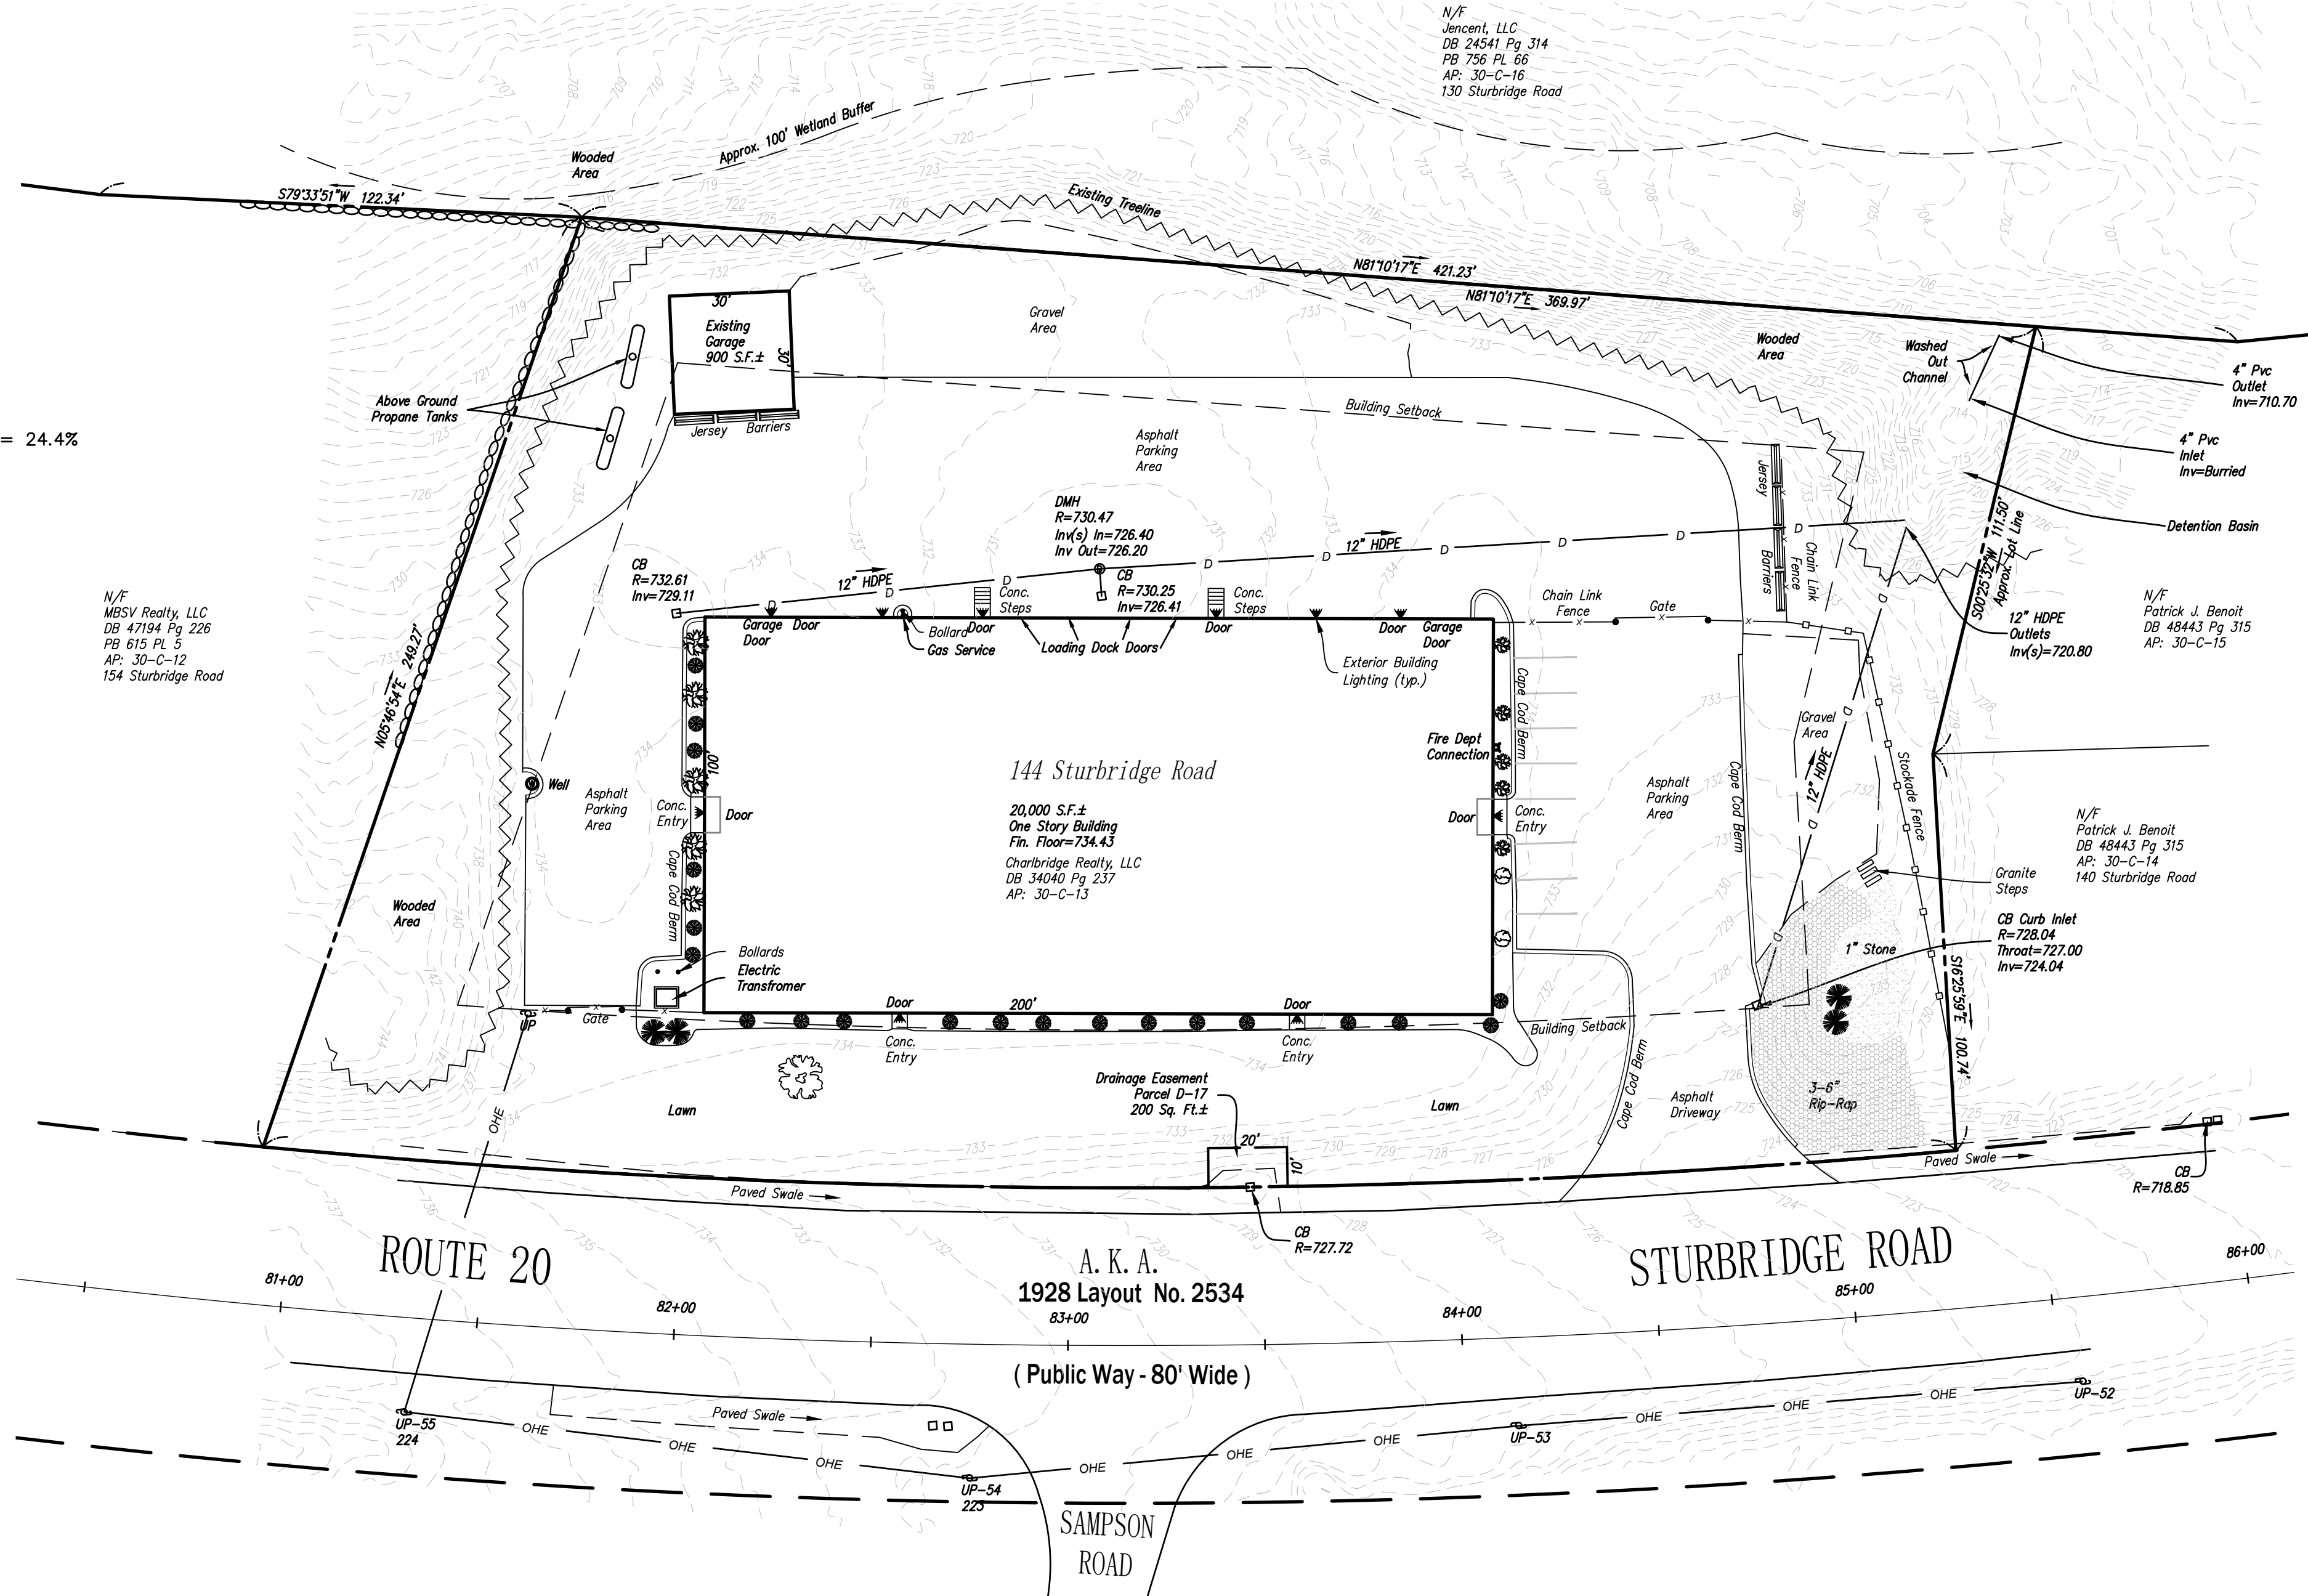 N/F
Jencent, LLC
DB 24541 Pg 314
PB 756 PL 66
AP: 30-C-16
130 Sturbridge Road
Approx. 100' Wetland Buffer
Wooded
Area
S79°33'51"W 122.34'
Existing Treeline
N81°10'17"E 421.23'
N81°10'17"E 369.97'
30'
Existing
Garage
900 S.F.±
30'
Gravel
Area
Wooded
Area
Washed
Out
Channel
4" Pvc
Outlet
Inv=710.70
4" Pvc
Inlet
Inv=Burried
Above Ground
Propane Tanks
Jersey Barriers
Building Setback
Asphalt
Parking
Area
= 24.4%
Jersey
Barriers
Chain Link
Fence
S00°25'32"W 111.50'
Approx. Lot Line
Detention Basin
DMH
R=730.47
Inv(s) In=726.40
Inv Out=726.20
12" HDPE
12" HDPE
CB
R=732.61
Inv=729.11
CB
R=730.25
Inv=726.41
Conc.
Steps
Conc.
Steps
Chain Link
Fence
Gate
12" HDPE
Outlets
Inv(s)=720.80
N/F
Patrick J. Benoit
DB 48443 Pg 315
AP: 30-C-15
N/F
MBSV Realty, LLC
DB 47194 Pg 226
PB 615 PL 5
AP: 30-C-12
154 Sturbridge Road
N05°46'54"E 249.27'
Garage
Door
Door
Bollard
Door
Gas Service
Loading Dock Doors
Door
Door
Garage
Door
Exterior Building
Lighting (typ.)
Cape Cod Berm
Fire Dept
Connection
Gravel
Area
12" HDPE
Stockade Fence
100'
144 Sturbridge Road
20,000 S.F.±
One Story Building
Fin. Floor=734.43
Charlbridge Realty, LLC
DB 34040 Pg 237
AP: 30-C-13
Well
Asphalt
Parking
Area
Conc.
Entry
Door
Door
Conc.
Entry
Asphalt
Parking
Area
Cape Cod Berm
Cape Cod Berm
N/F
Patrick J. Benoit
DB 48443 Pg 315
AP: 30-C-14
140 Sturbridge Road
Granite
Steps
CB Curb Inlet
R=728.04
Throat=727.00
Inv=724.04
1" Stone
S16°25'59"E 100.74'
Wooded
Area
Bollards
Electric
Transfromer
UP
Gate
Door
200'
Door
Conc.
Entry
Conc.
Entry
Building Setback
Cape Cod Berm
Drainage Easement
Parcel D-17
200 Sq. Ft.±
20'
10'
Lawn
Lawn
Asphalt
Driveway
3-6"
Rip-Rap
OHE
Paved Swale
Paved Swale
CB
R=718.85
CB
R=727.72
ROUTE 20
A.K.A.
STURBRIDGE ROAD
1928 Layout No. 2534
81+00
82+00
83+00
84+00
85+00
86+00
( Public Way - 80' Wide )
Paved Swale
UP-55
224
OHE
OHE
OHE
UP-54
223
OHE
OHE
OHE
UP-53
OHE
OHE
OHE
UP-52
SAMPSON
ROAD